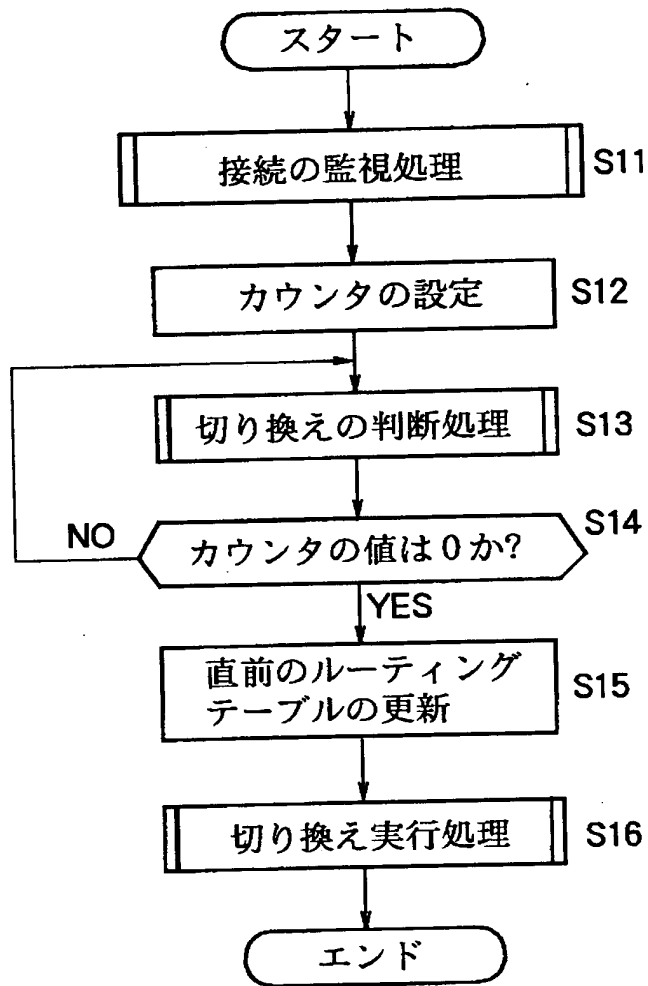 スタート
接続の監視処理 S11
カウンタの設定 S12
切り換えの判断処理 S13
カウンタの値は0か? S14
NO
YES
直前のルーティング
テーブルの更新 S15
切り換え実行処理 S16
エンド